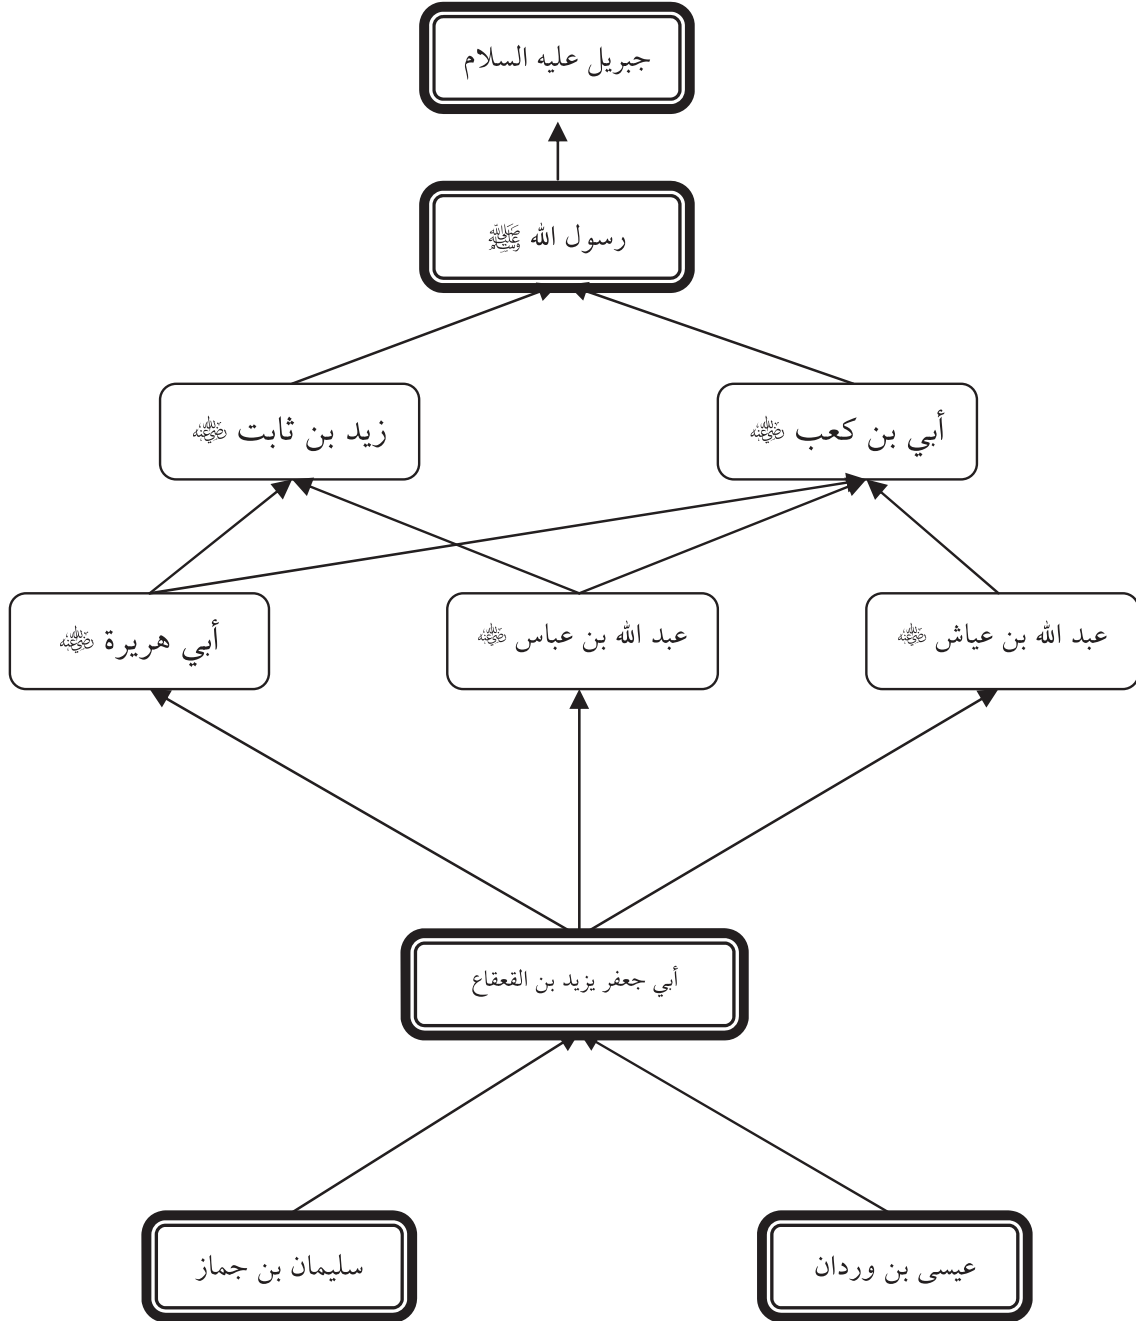 جبريل عليه السلام
رسول الله ﷺ
أبي بن كعب رضي الله عنه
زيد بن ثابت رضي الله عنه
عبد الله بن عياش رضي الله عنه
عبد الله بن عباس رضي الله عنه
أبي هريرة رضي الله عنه
أبي جعفر يزيد بن القعقاع
عيسى بن وردان
سليمان بن جماز